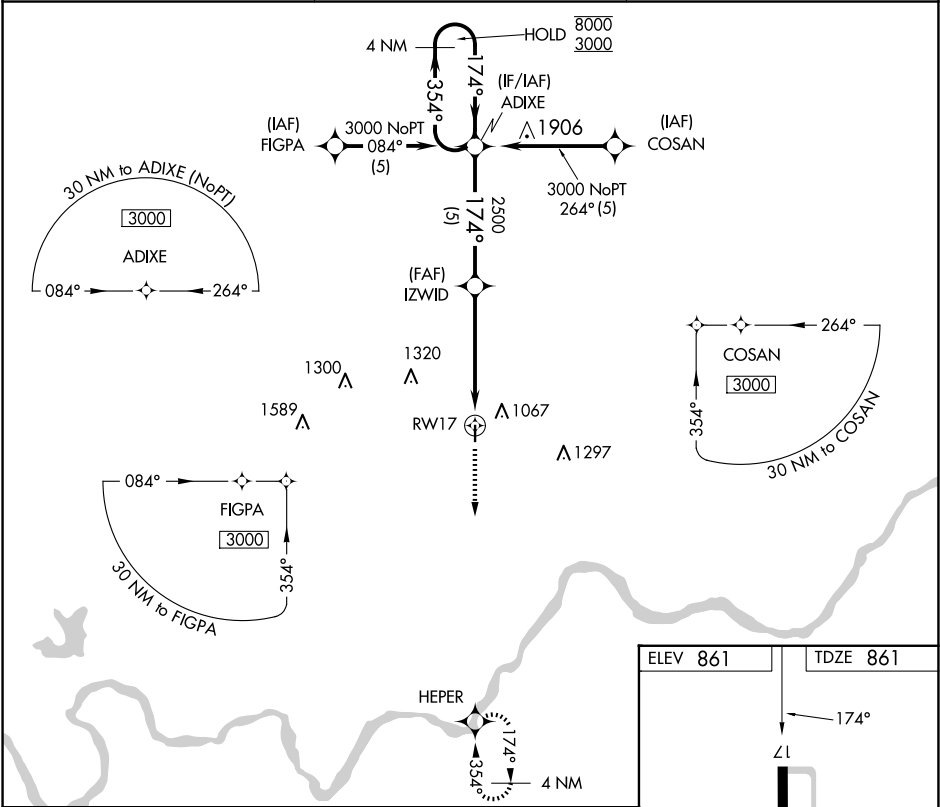 HOLD 8000
3000
4 NM
174°
354°
(IF/IAF)
ADIXE
(IAF)
FIGPA
3000 NoPT
084°
(5)
1906
(IAF)
COSAN
3000 NoPT
264° (5)
30 NM to ADIXE (NoPT)
3000
ADIXE
084°
264°
2500
174°
(5)
(FAF)
IZWID
264°
COSAN
3000
354°
30 NM to COSAN
1300
1320
1589
RW17
1067
1297
084°
FIGPA
3000
354°
30 NM to FIGPA
HEPER
174°
354°
4 NM
ELEV 861
TDZE 861
174°
17